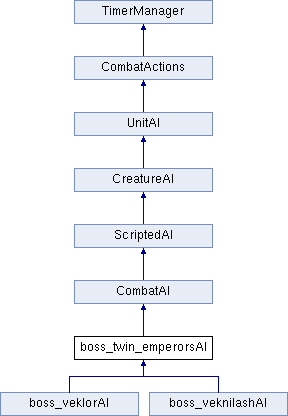 TimerManager
CombatActions
UnitAI
CreatureAI
ScriptedAI
CombatAI
boss_twin_emperorsAI
boss_veklorAI
boss_veknilashAI